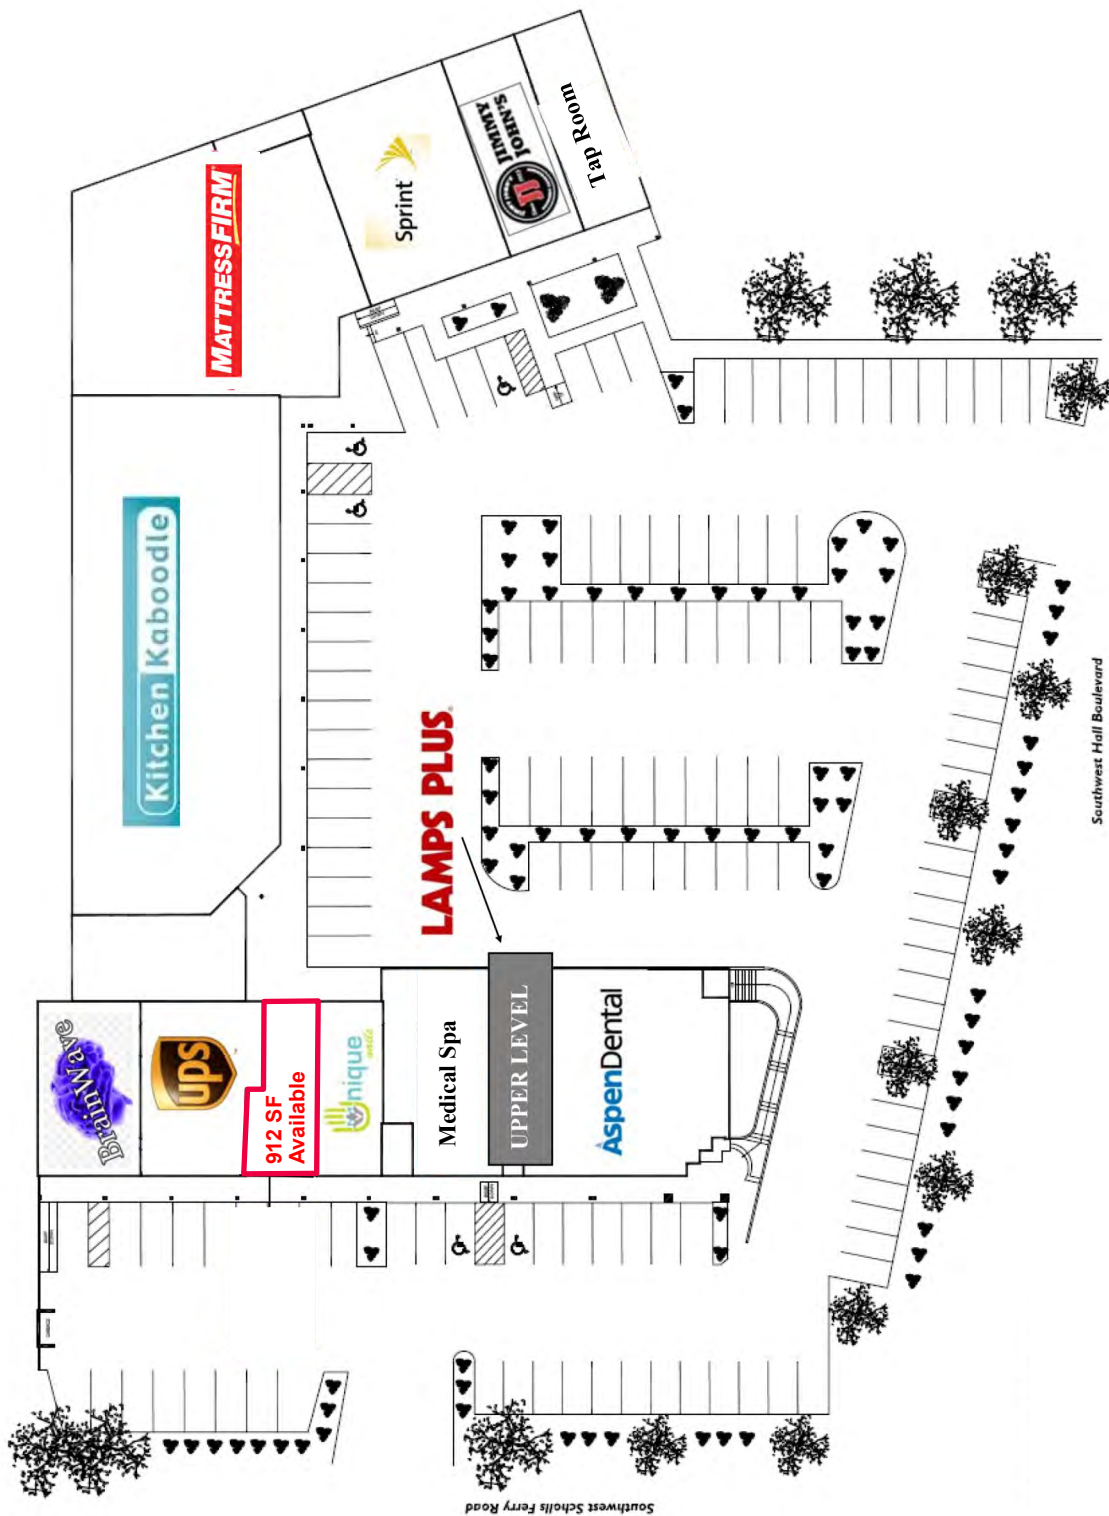 MATTRESSFIRM
Sprint
JIMMY
JOHN'S
Tap Room
Kitchen Kaboodle
LAMPS PLUS
BrainWave
ups
912 SF
Available
Unique
Medical Spa
UPPER LEVEL
AspenDental
Southwest Hall Boulevard
Southwest Scholls Ferry Road